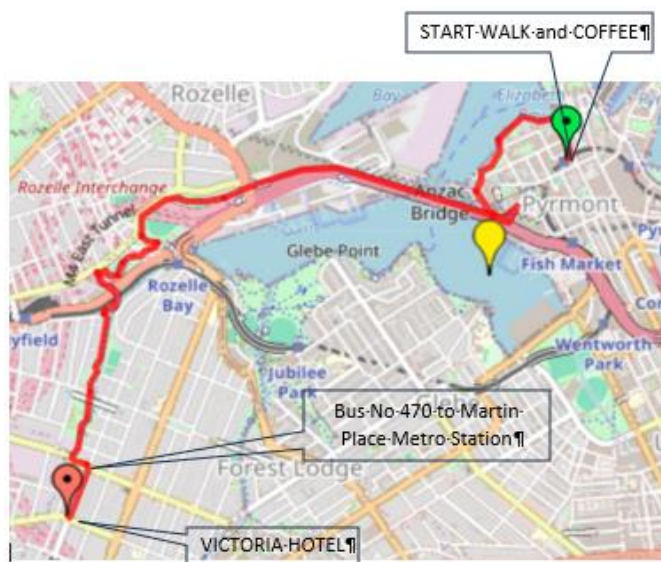 START·WALK·and·COFFEE¶
Rozelle
Bay
Elizabeth
Rozelle Interchange
M4 East Tunnel
Anzac
Bridge
Pyrmont
Glebe Point
Fish Market
Rozelle
Bay
Wentworth
Park
Jubilee
Park
Glebe
Bus·No·470·to·Martin·
Place·Metro·Station¶
Forest Lodge
VICTORIA·HOTEL¶